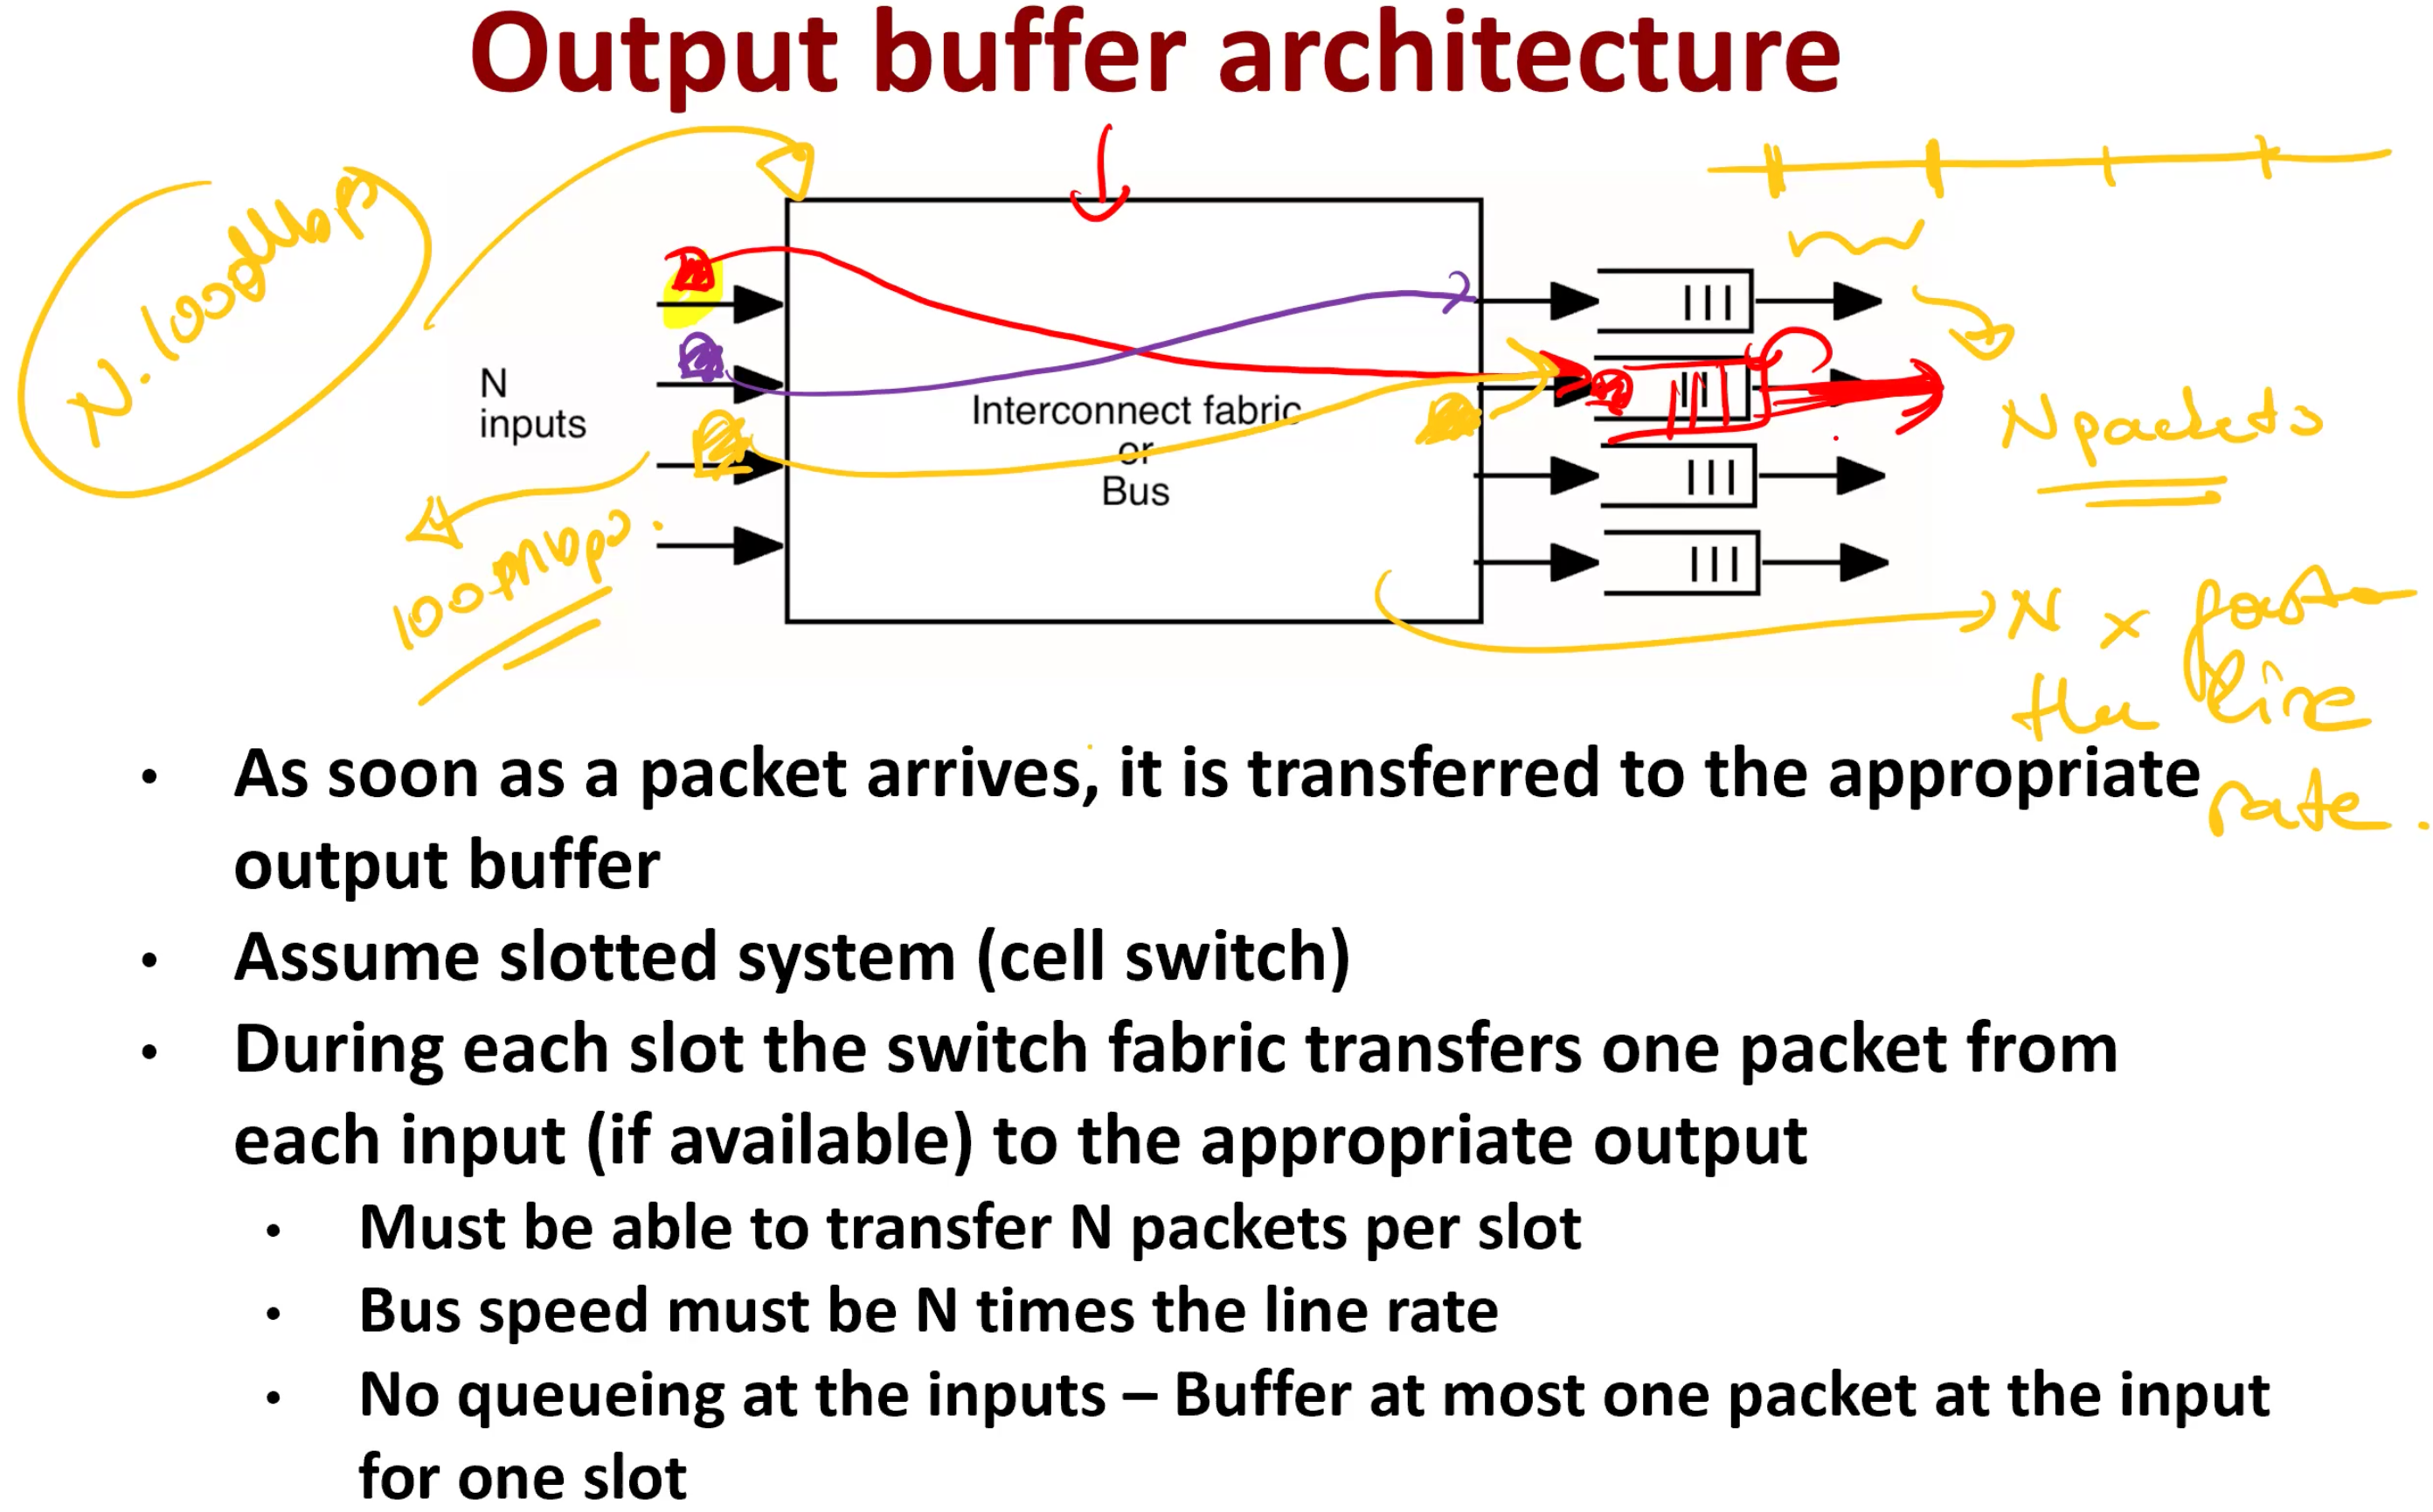 Output buffer architecture
N. 100Mbps
N
inputs
Interconnect fabric
or
Bus
100 Mbps.
N packets
N x fast
the line
rate.
• As soon as a packet arrives, it is transferred to the appropriate
output buffer
• Assume slotted system (cell switch)
• During each slot the switch fabric transfers one packet from
each input (if available) to the appropriate output
• Must be able to transfer N packets per slot
• Bus speed must be N times the line rate
• No queueing at the inputs – Buffer at most one packet at the input
for one slot